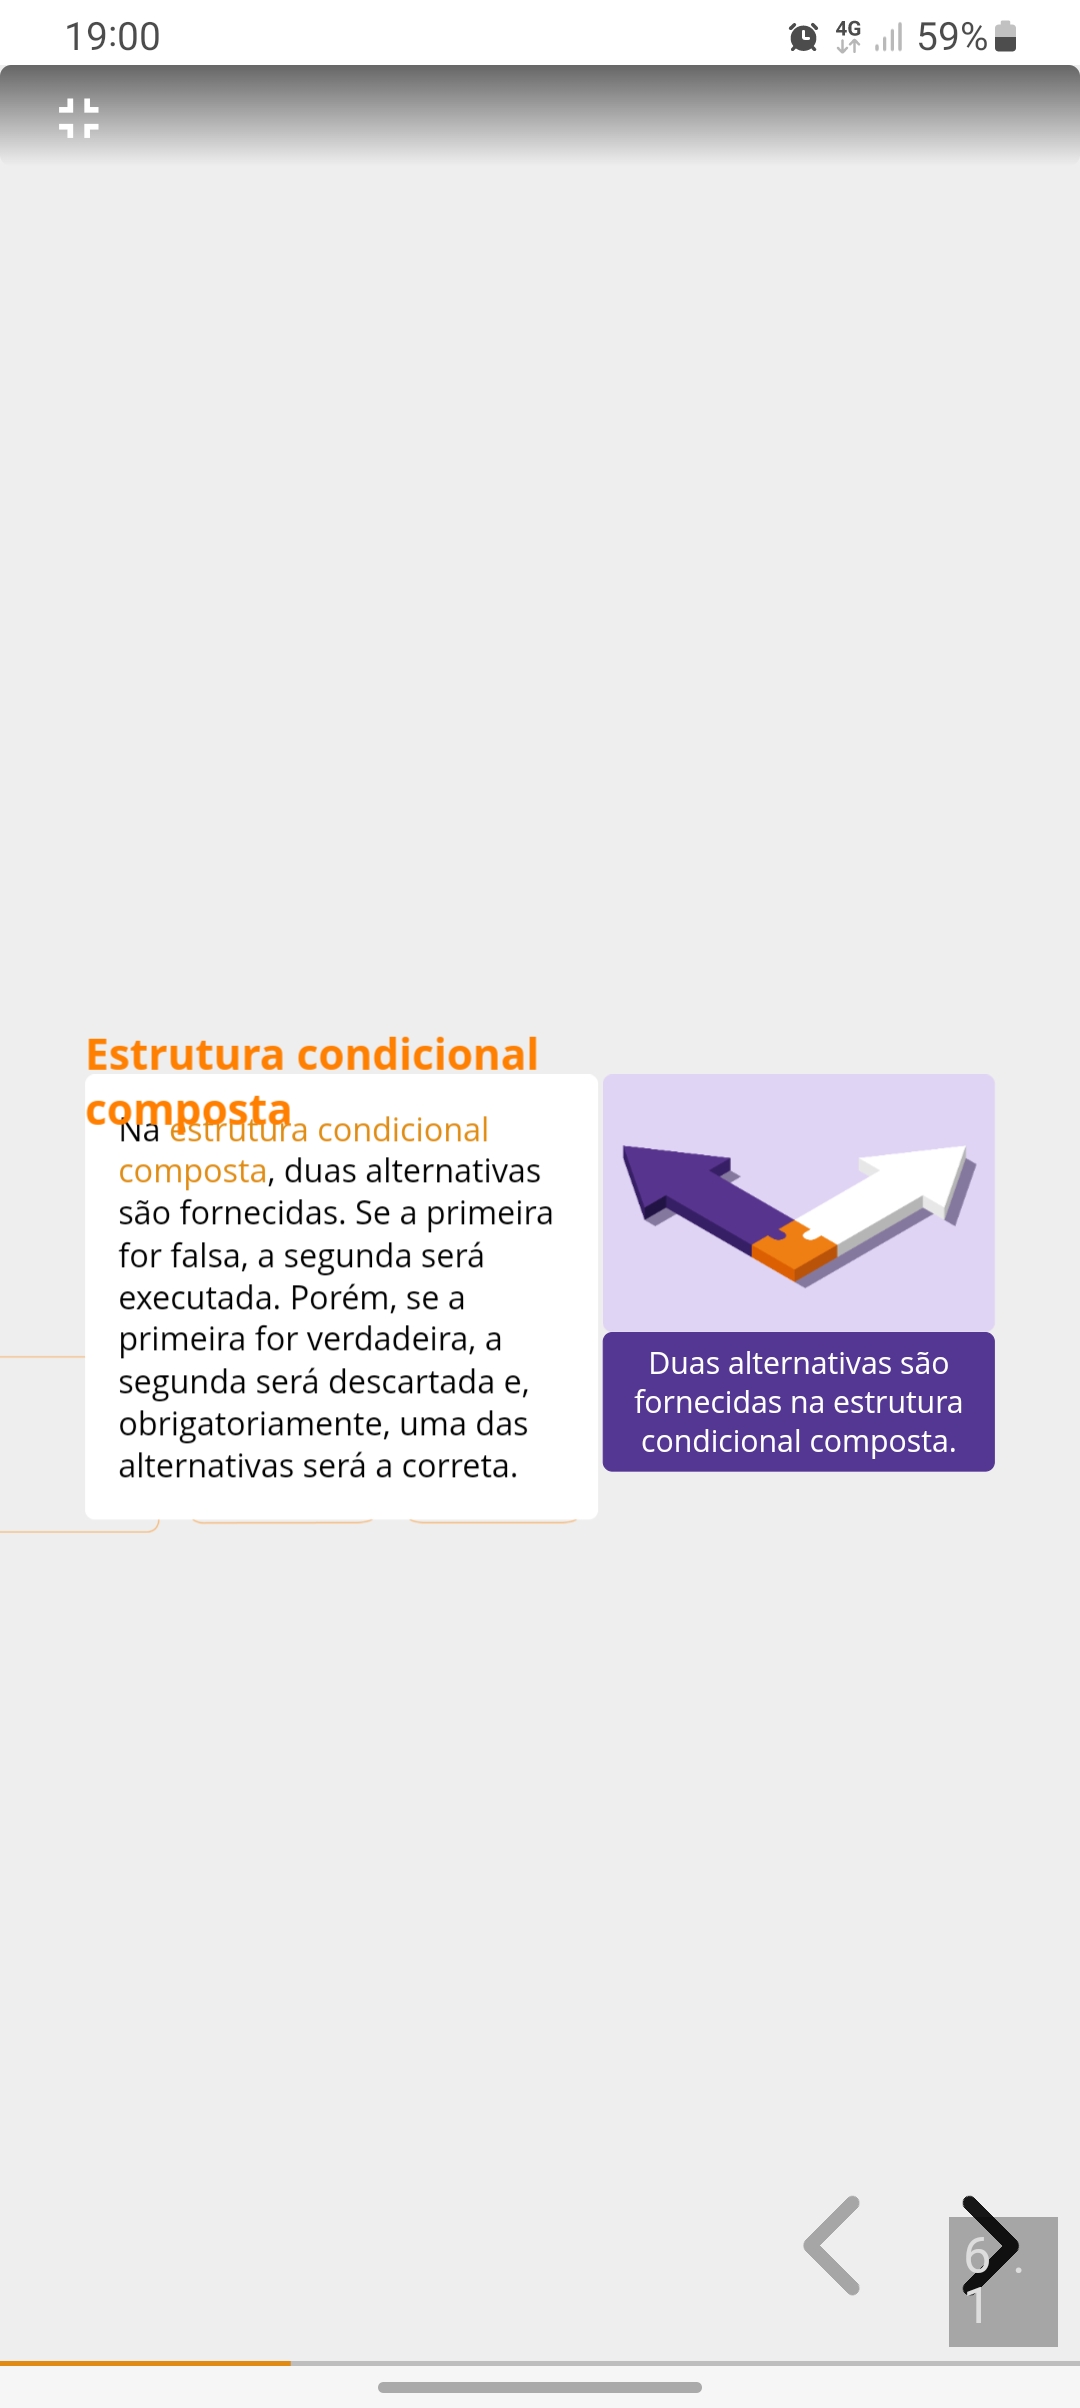 19:00
4G
59%
Estrutura condicional
composta
Na estrutura condicional
composta, duas alternativas
são fornecidas. Se a primeira
for falsa, a segunda será
executada. Porém, se a
primeira for verdadeira, a
segunda será descartada e,
obrigatoriamente, uma das
alternativas será a correta.
Duas alternativas são
fornecidas na estrutura
condicional composta.
6 .
1